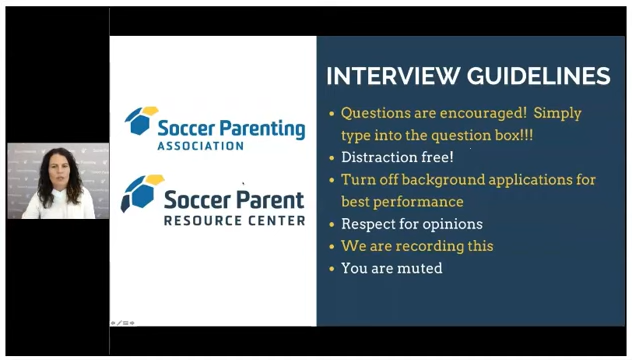 Soccer Parenting
ASSOCIATION
Soccer Parent
RESOURCE CENTER
INTERVIEW GUIDELINES
• Questions are encouraged! Simply
type into the question box!!!
• Distraction free!
• Turn off background applications for
best performance
• Respect for opinions
• We are recording this
• You are muted